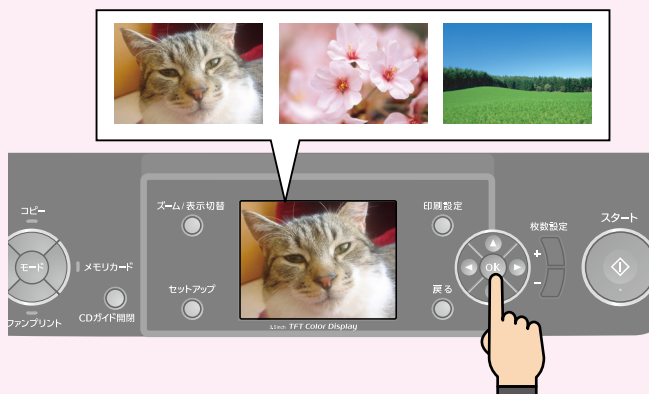 コピー
モード
メモリカード
ファンプリント
CDガイド開閉
ズーム/表示切替
セットアップ
TFT Color Display
印刷設定
戻る
OK
枚数設定
+
-
スタート